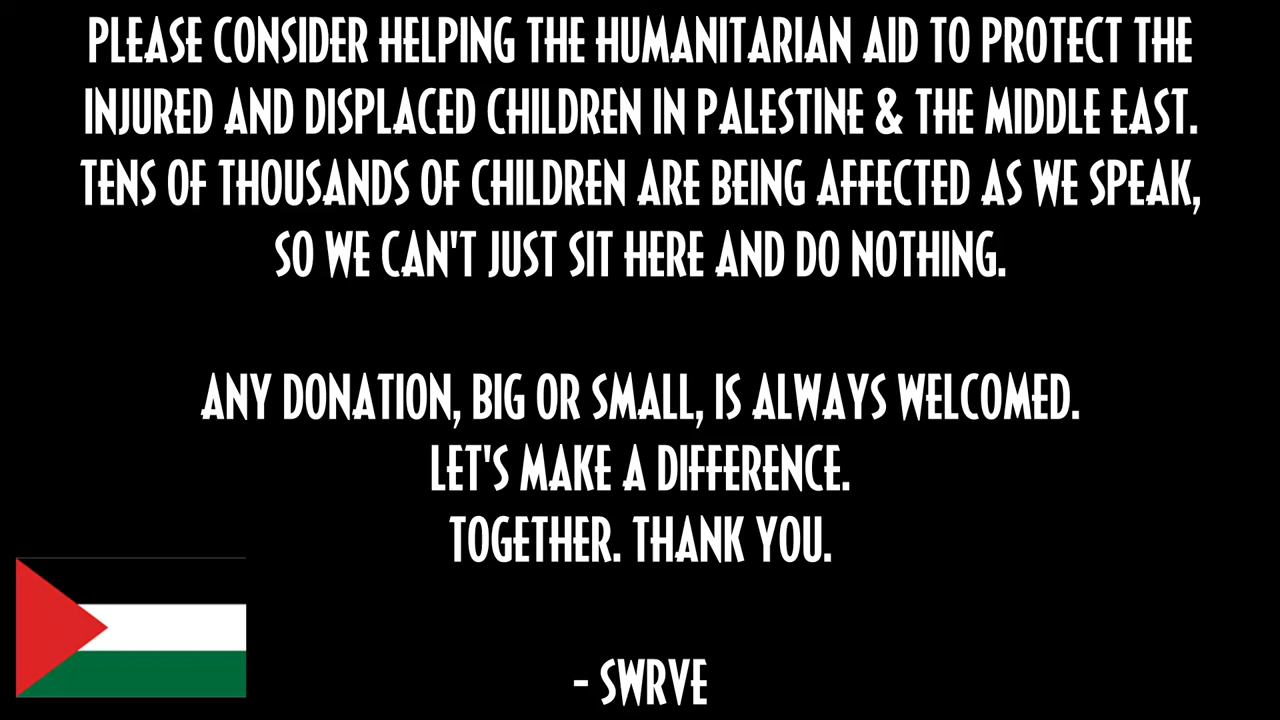 PLEASE CONSIDER HELPING THE HUMANITARIAN AID TO PROTECT THE
INJURED AND DISPLACED CHILDREN IN PALESTINE & THE MIDDLE EAST.
TENS OF THOUSANDS OF CHILDREN ARE BEING AFFECTED AS WE SPEAK,
SO WE CAN'T JUST SIT HERE AND DO NOTHING.
ANY DONATION, BIG OR SMALL, IS ALWAYS WELCOMED.
LET'S MAKE A DIFFERENCE.
TOGETHER. THANK YOU.
- SWRVE